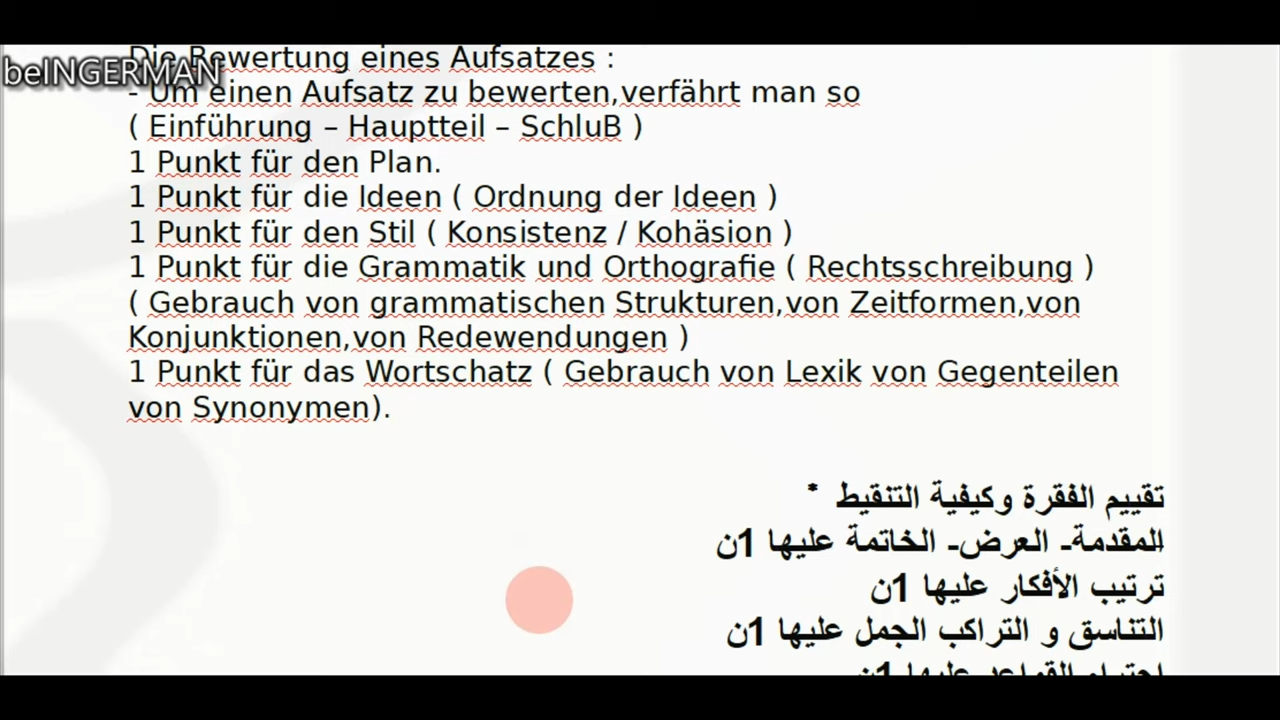 Die Bewertung eines Aufsatzes :
beINGERMAN
- Um einen Aufsatz zu bewerten,verfährt man so
( Einführung – Hauptteil – SchluB )
1 Punkt für den Plan.
1 Punkt für die Ideen ( Ordnung der Ideen )
1 Punkt für den Stil ( Konsistenz / Kohäsion )
1 Punkt für die Grammatik und Orthografie ( Rechtsschreibung )
( Gebrauch von grammatischen Strukturen,von Zeitformen,von
Konjunktionen,von Redewendungen )
1 Punkt für das Wortschatz ( Gebrauch von Lexik von Gegenteilen
von Synonymen).
تقييم الفقرة وكيفية التنقيط *
المقدمة- العرض- الخاتمة عليها 1ن
ترتيب الأفكار عليها 1ن
التناسق و التراكب الجمل عليها 1ن